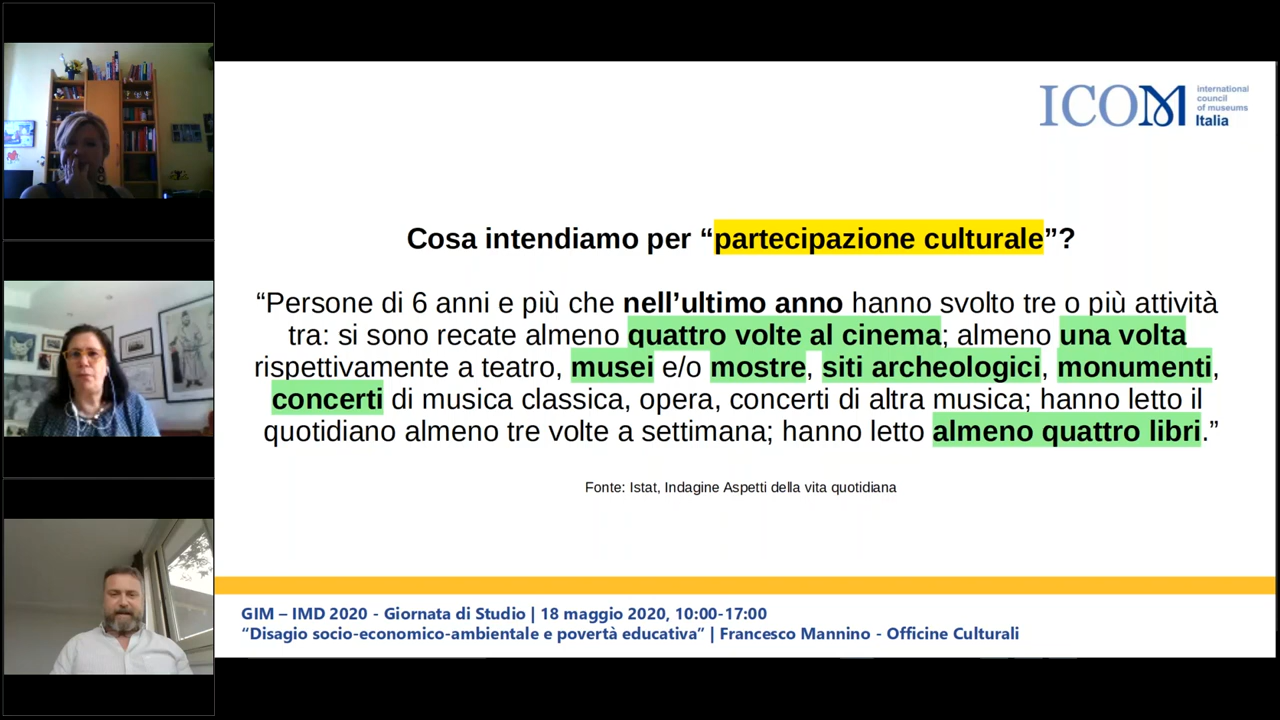 ICOM
international
council
of museums
Italia
Cosa intendiamo per “partecipazione culturale”?
“Persone di 6 anni e più che nell’ultimo anno hanno svolto tre o più attività
tra: si sono recate almeno quattro volte al cinema; almeno una volta
rispettivamente a teatro, musei e/o mostre, siti archeologici, monumenti,
concerti di musica classica, opera, concerti di altra musica; hanno letto il
quotidiano almeno tre volte a settimana; hanno letto almeno quattro libri.”
Fonte: Istat, Indagine Aspetti della vita quotidiana
GIM – IMD 2020 - Giornata di Studio | 18 maggio 2020, 10:00-17:00
“Disagio socio-economico-ambientale e povertà educativa” | Francesco Mannino - Officine Culturali